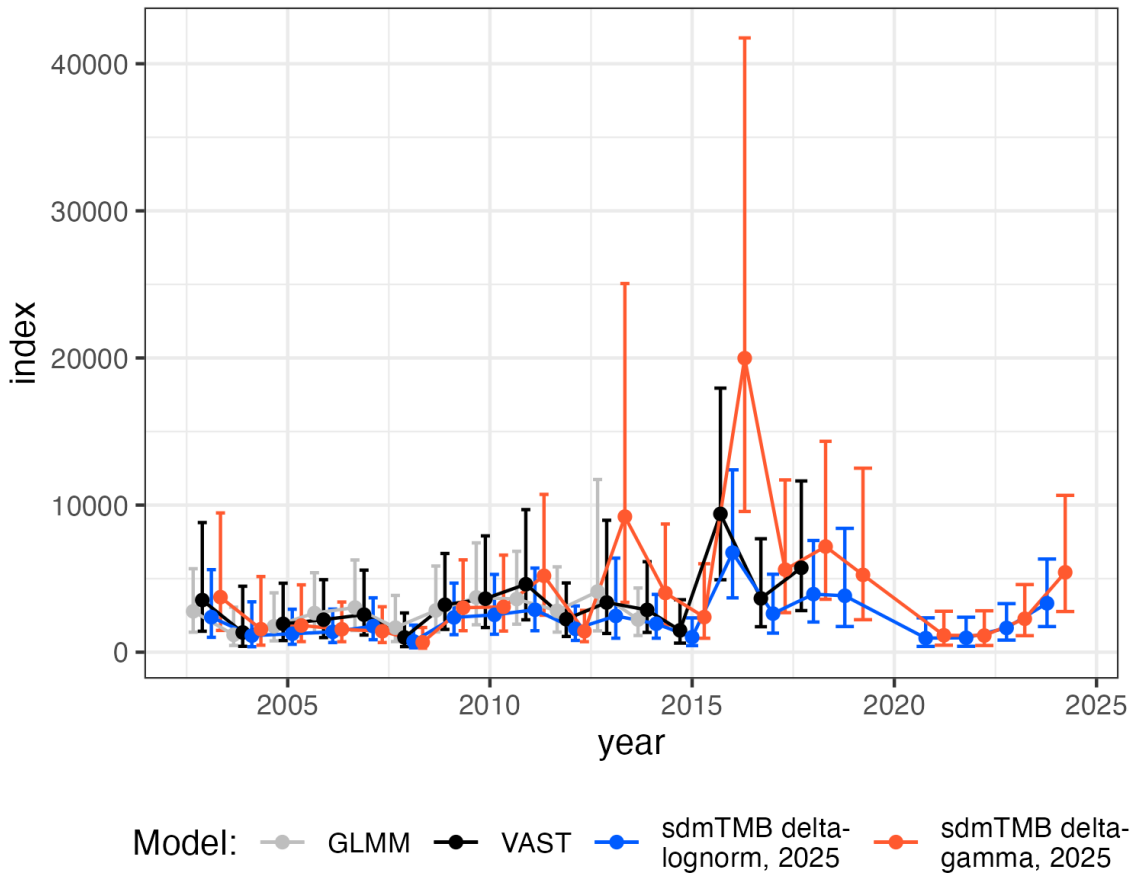 40000
30000
20000
10000
0
index
2005
2010
2015
2020
2025
year
Model:
GLMM
VAST
sdmTMB delta-
lognorm, 2025
sdmTMB delta-
gamma, 2025